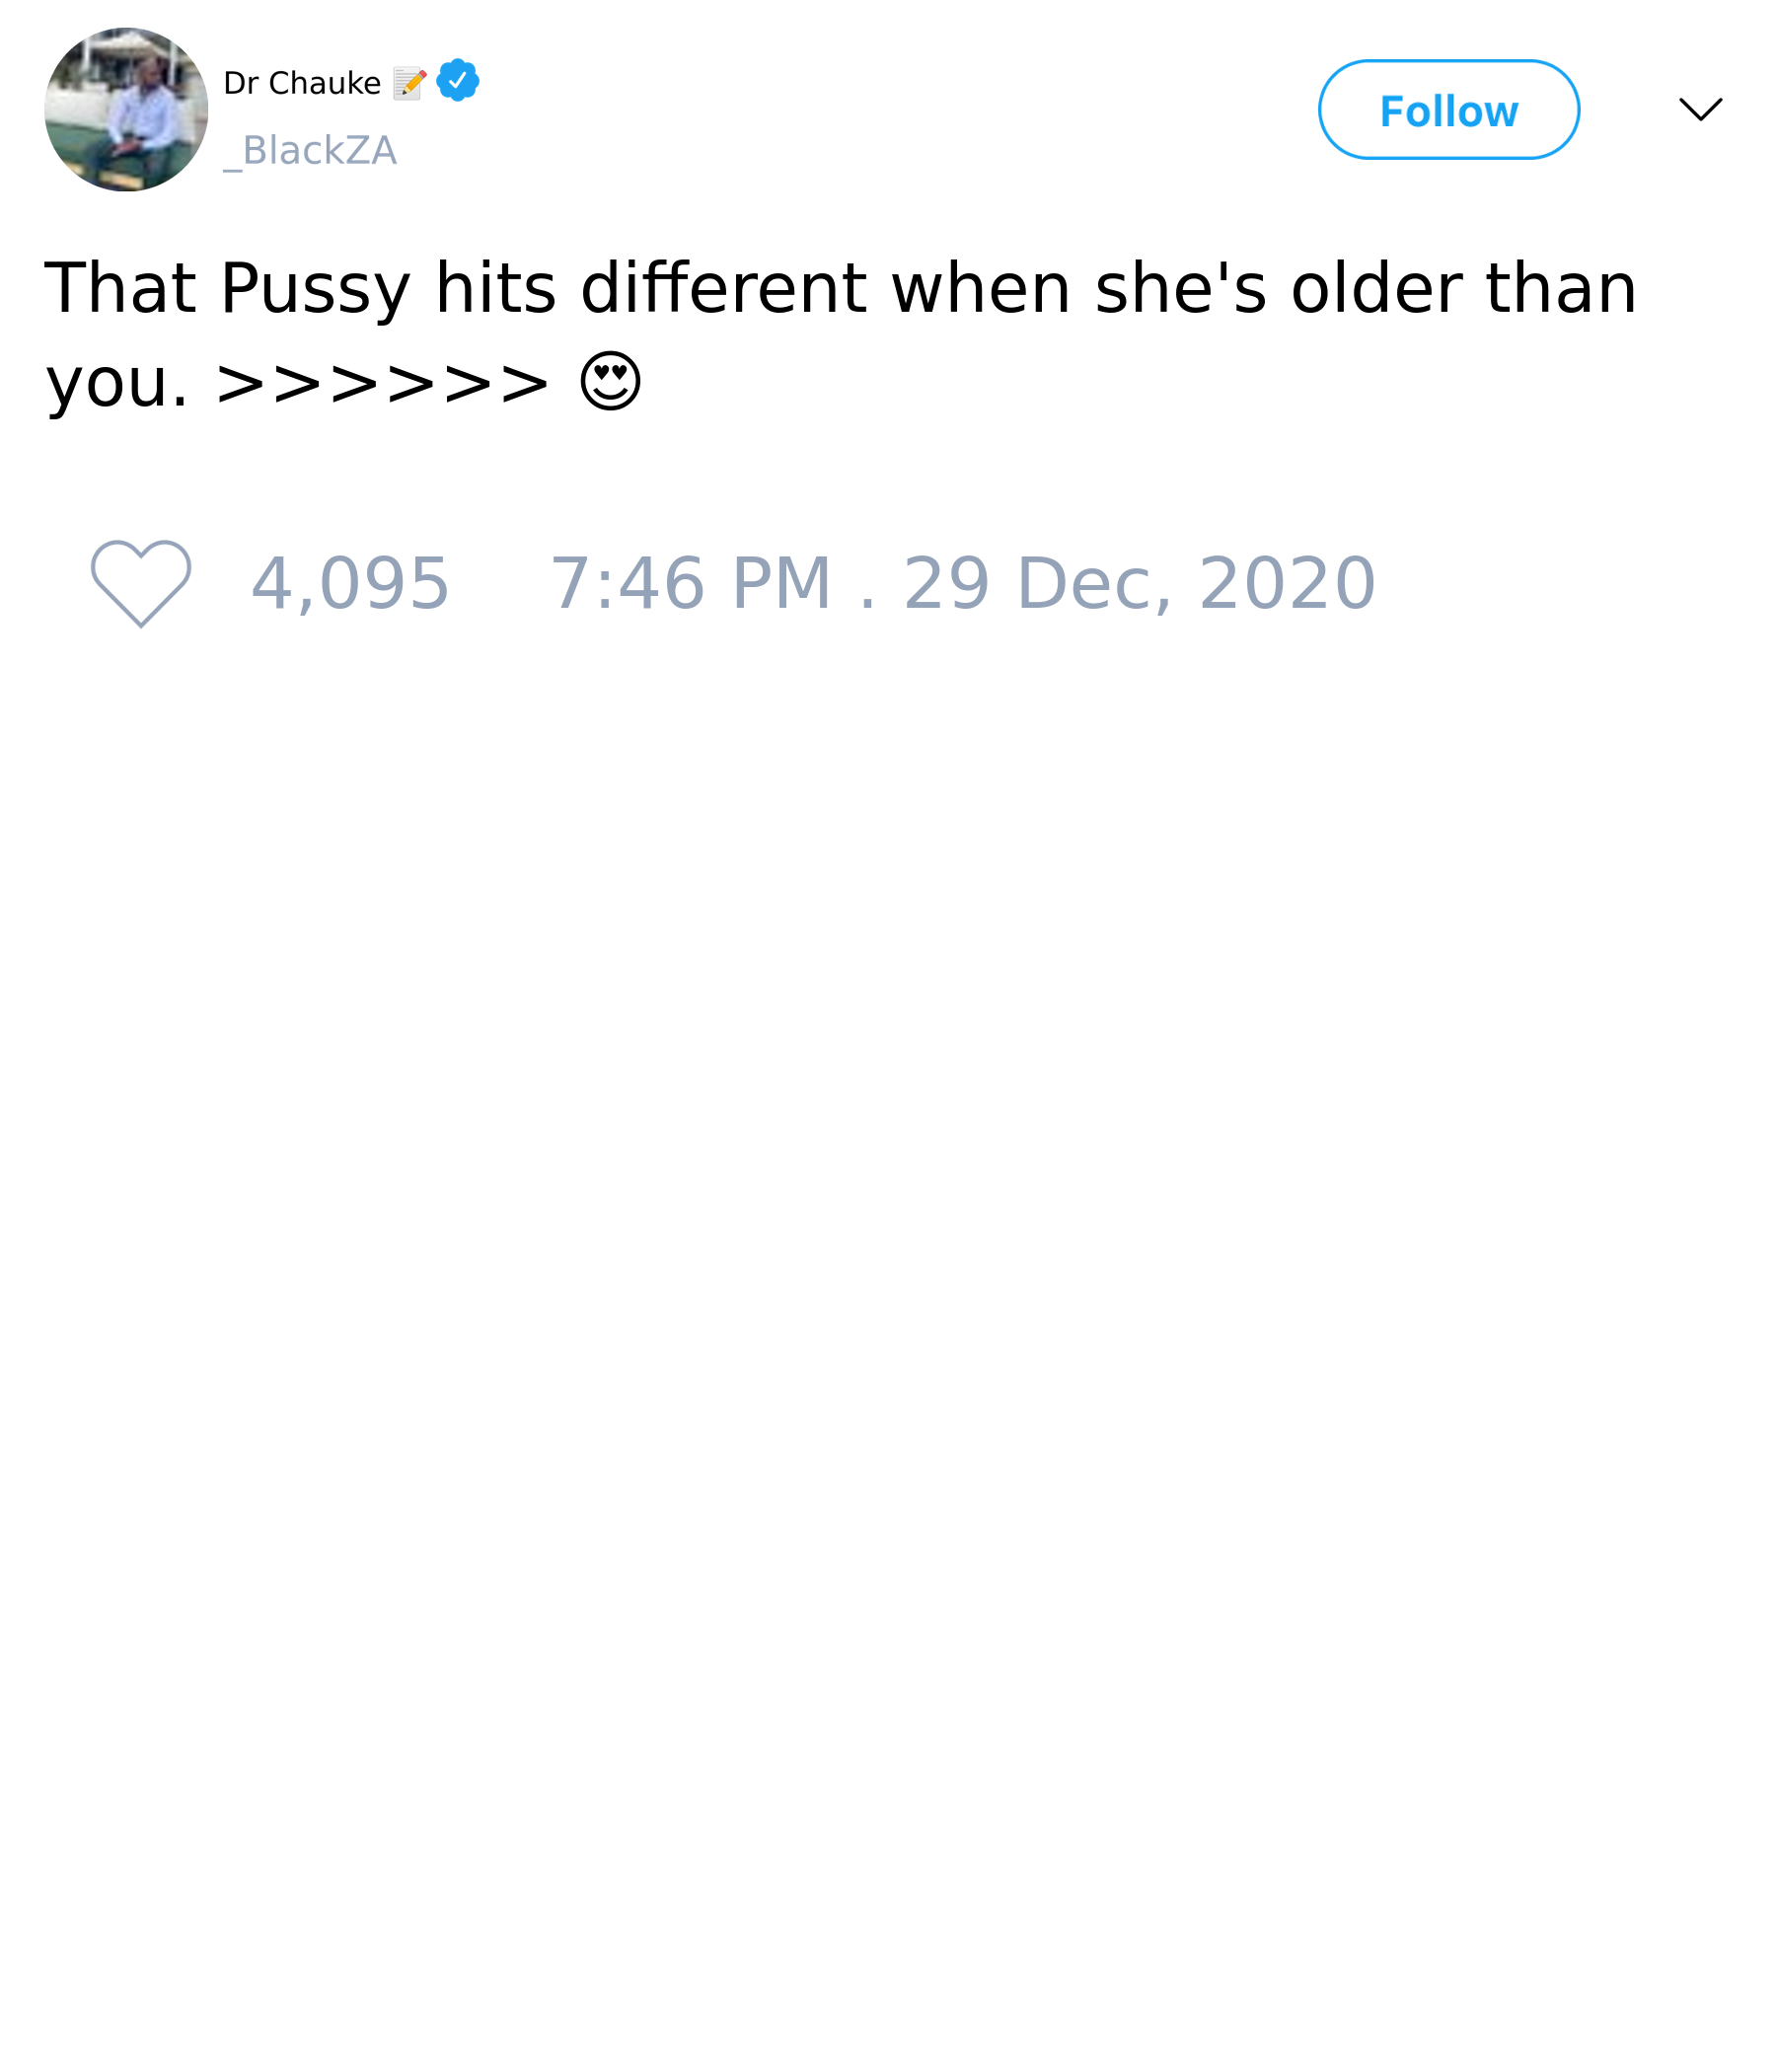 Dr Chauke 📝
_BlackZA
Follow
That Pussy hits different when she's older than
you. >>>>>> 😍
4,095 7:46 PM . 29 Dec, 2020